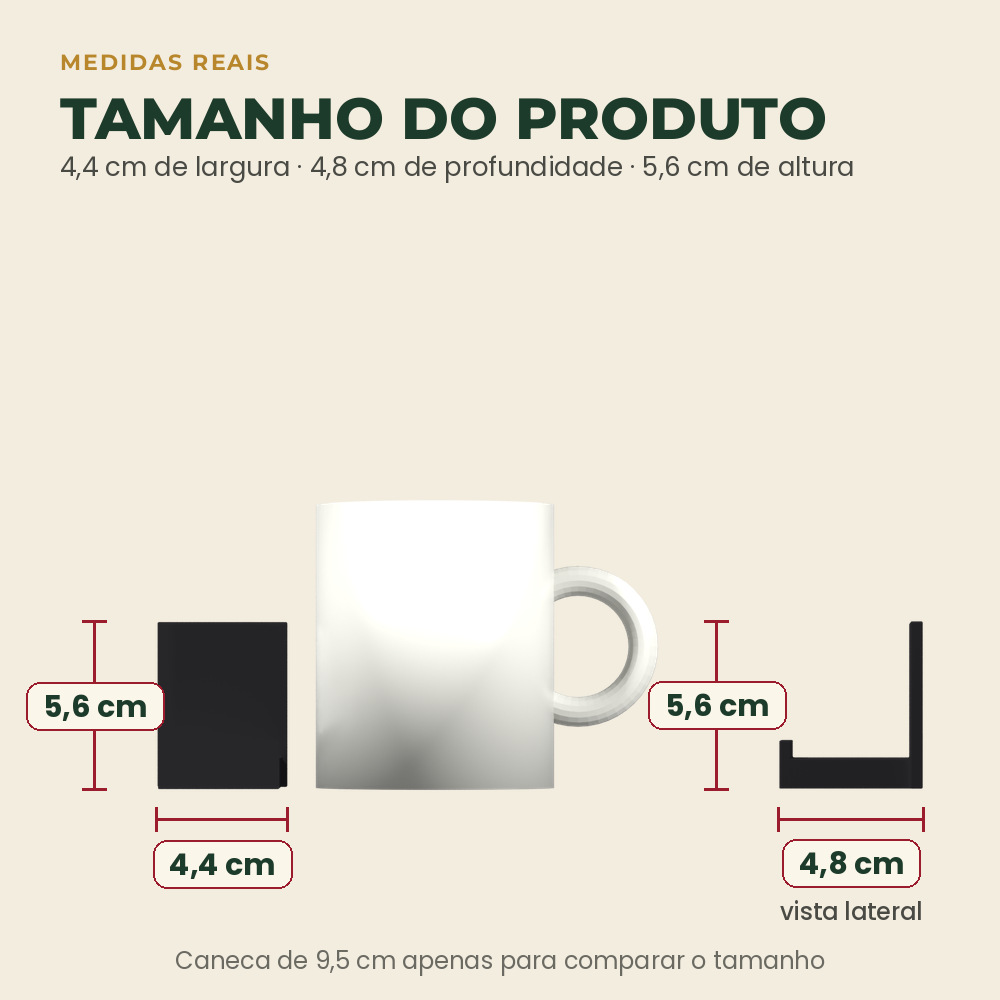 MEDIDAS REAIS
TAMANHO DO PRODUTO
4,4 cm de largura · 4,8 cm de profundidade · 5,6 cm de altura
5,6 cm
5,6 cm
4,4 cm
4,8 cm
vista lateral
Caneca de 9,5 cm apenas para comparar o tamanho